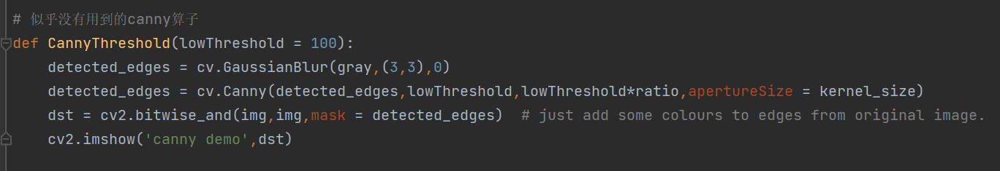 # 似乎没有用到的canny算子
def CannyThreshold(lowThreshold = 100):
    detected_edges = cv.GaussianBlur(gray,(3,3),0)
    detected_edges = cv.Canny(detected_edges,lowThreshold,lowThreshold*ratio,apertureSize = kernel_size)
    dst = cv2.bitwise_and(img,img,mask = detected_edges)  # just add some colours to edges from original image.
    cv2.imshow('canny demo',dst)